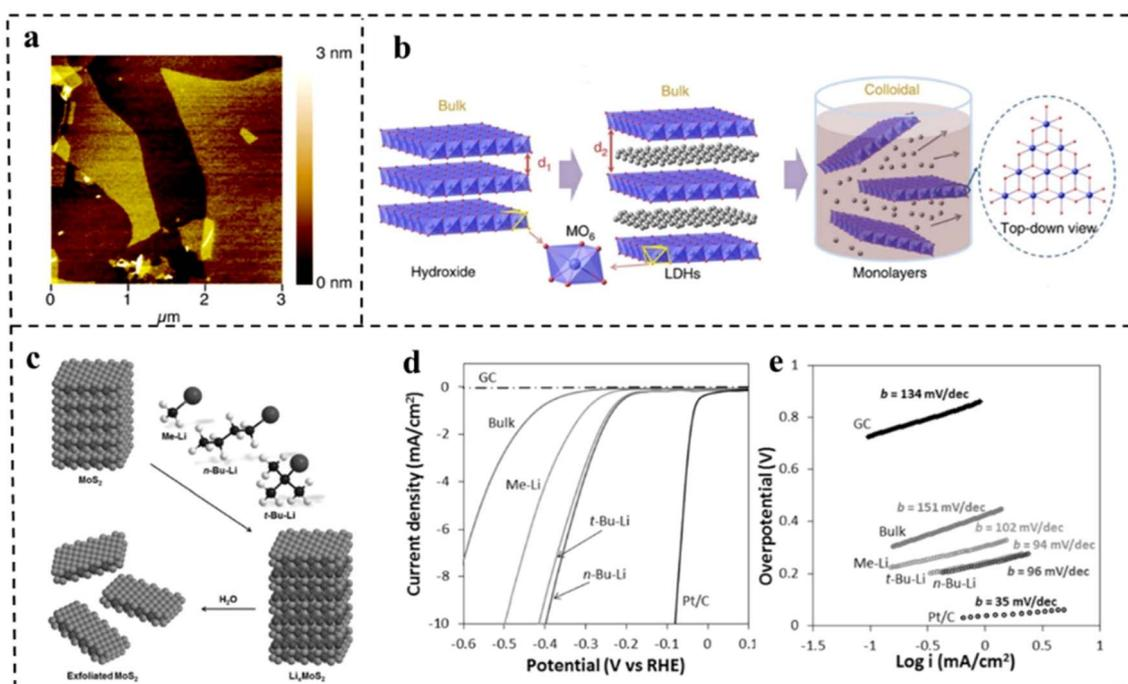 a
3 nm
0 nm
0
1
2
3
μm
b
Bulk
d1
Hydroxide
MO6
Bulk
d2
LDHs
Colloidal
Monolayers
Top-down view
c
MoS2
Me-Li
n-Bu-Li
t-Bu-Li
H2O
Exfoliated MoS2
LixMoS2
d
Current density (mA/cm²)
0
-2
-4
-6
-8
-10
GC
Bulk
Me-Li
t-Bu-Li
n-Bu-Li
Pt/C
-0.6
-0.5
-0.4
-0.3
-0.2
-0.1
0
0.1
Potential (V vs RHE)
e
Overpotential (V)
1
0.8
0.6
0.4
0.2
0
b = 134 mV/dec
GC
b = 151 mV/dec
Bulk
b = 102 mV/dec
Me-Li
b = 94 mV/dec
t-Bu-Li
n-Bu-Li
b = 96 mV/dec
b = 35 mV/dec
Pt/C
-1.5
-1
-0.5
0
0.5
1
Log i (mA/cm²)